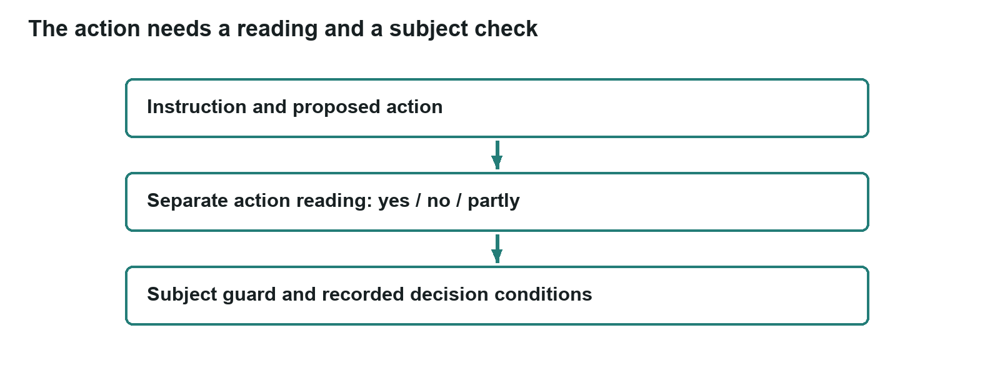 The action needs a reading and a subject check
Instruction and proposed action
Separate action reading: yes / no / partly
Subject guard and recorded decision conditions